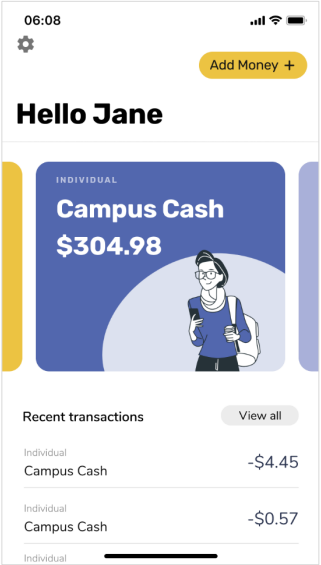 06:08
Add Money +
Hello Jane
INDIVIDUAL
Campus Cash
$304.98
Recent transactions
View all
Individual
Campus Cash
-$4.45
Individual
Campus Cash
-$0.57
Individual